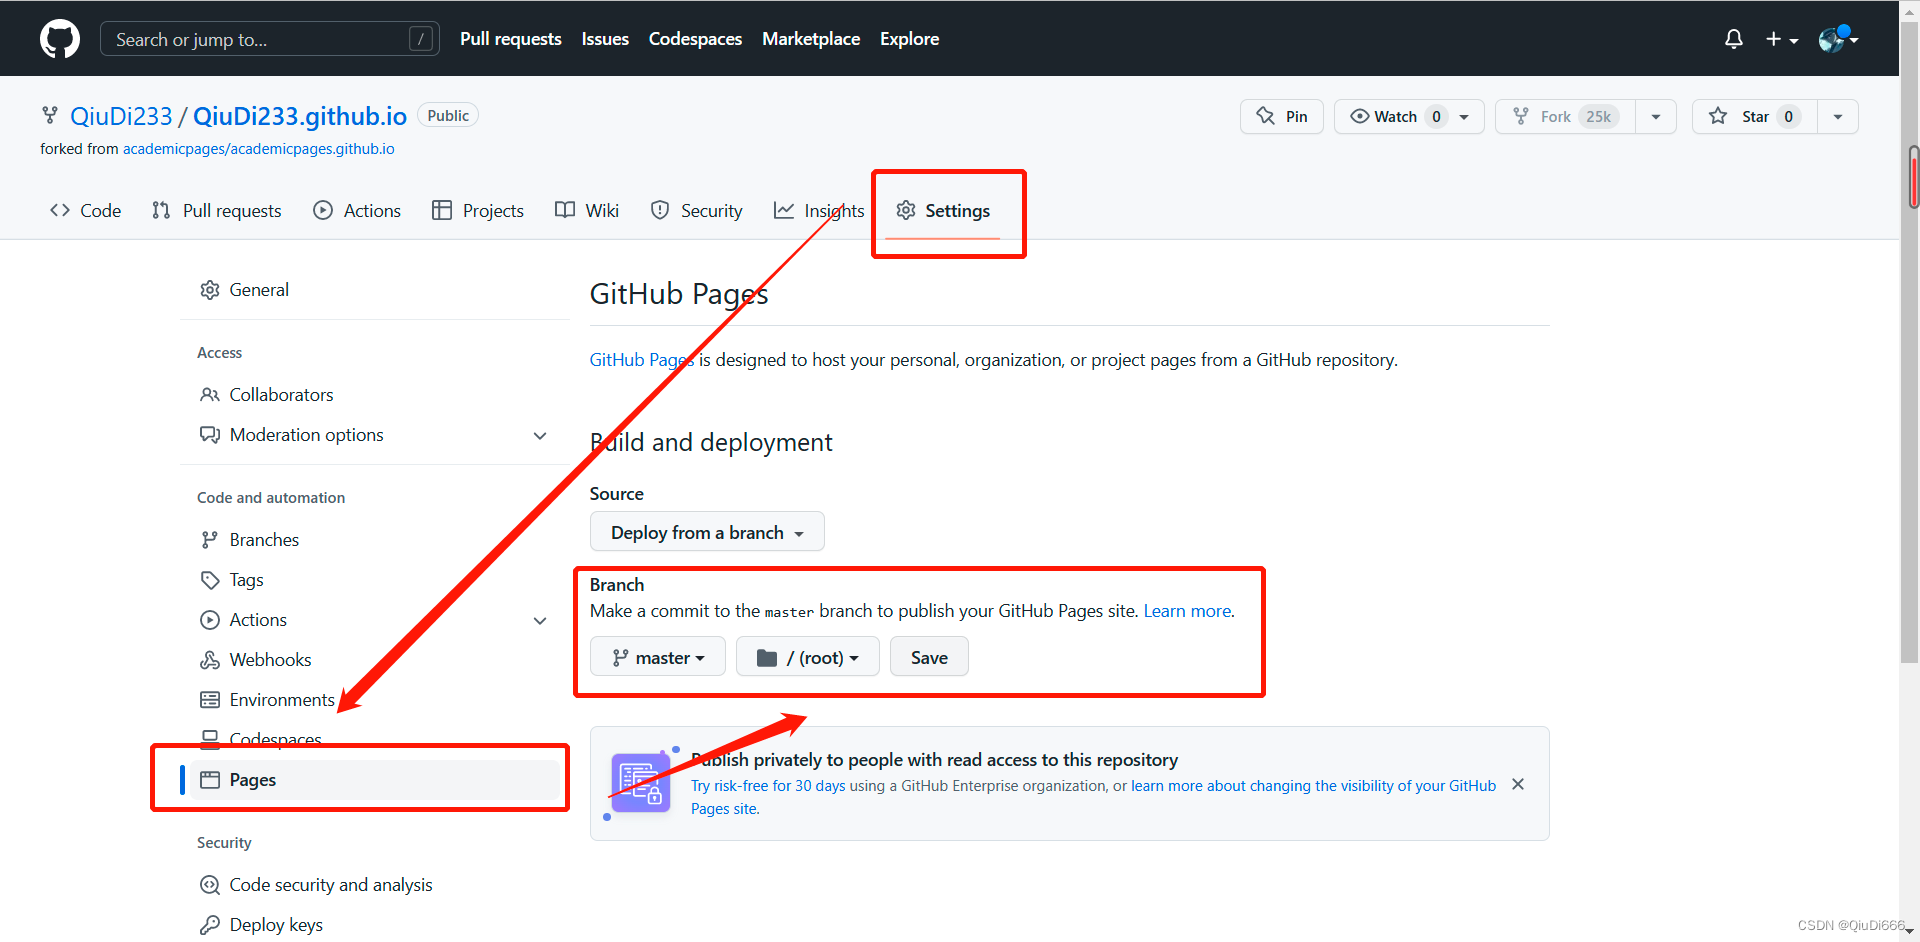 Search or jump to... /
Pull requests Issues Codespaces Marketplace Explore
QiuDi233 / QiuDi233.github.io Public
Pin Watch 0 Fork 25k Star 0
forked from academicpages/academicpages.github.io
Code Pull requests Actions Projects Wiki Security Insights Settings
General
Access
Collaborators
Moderation options
Code and automation
Branches
Tags
Actions
Webhooks
Environments
Codespaces
Pages
Security
Code security and analysis
Deploy keys
GitHub Pages
GitHub Pages is designed to host your personal, organization, or project pages from a GitHub repository.
Build and deployment
Source
Deploy from a branch
Branch
Make a commit to the master branch to publish your GitHub Pages site. Learn more.
master / (root) Save
Publish privately to people with read access to this repository
Try risk-free for 30 days using a GitHub Enterprise organization, or learn more about changing the visibility of your GitHub
Pages site.
CSDN @QiuDi666